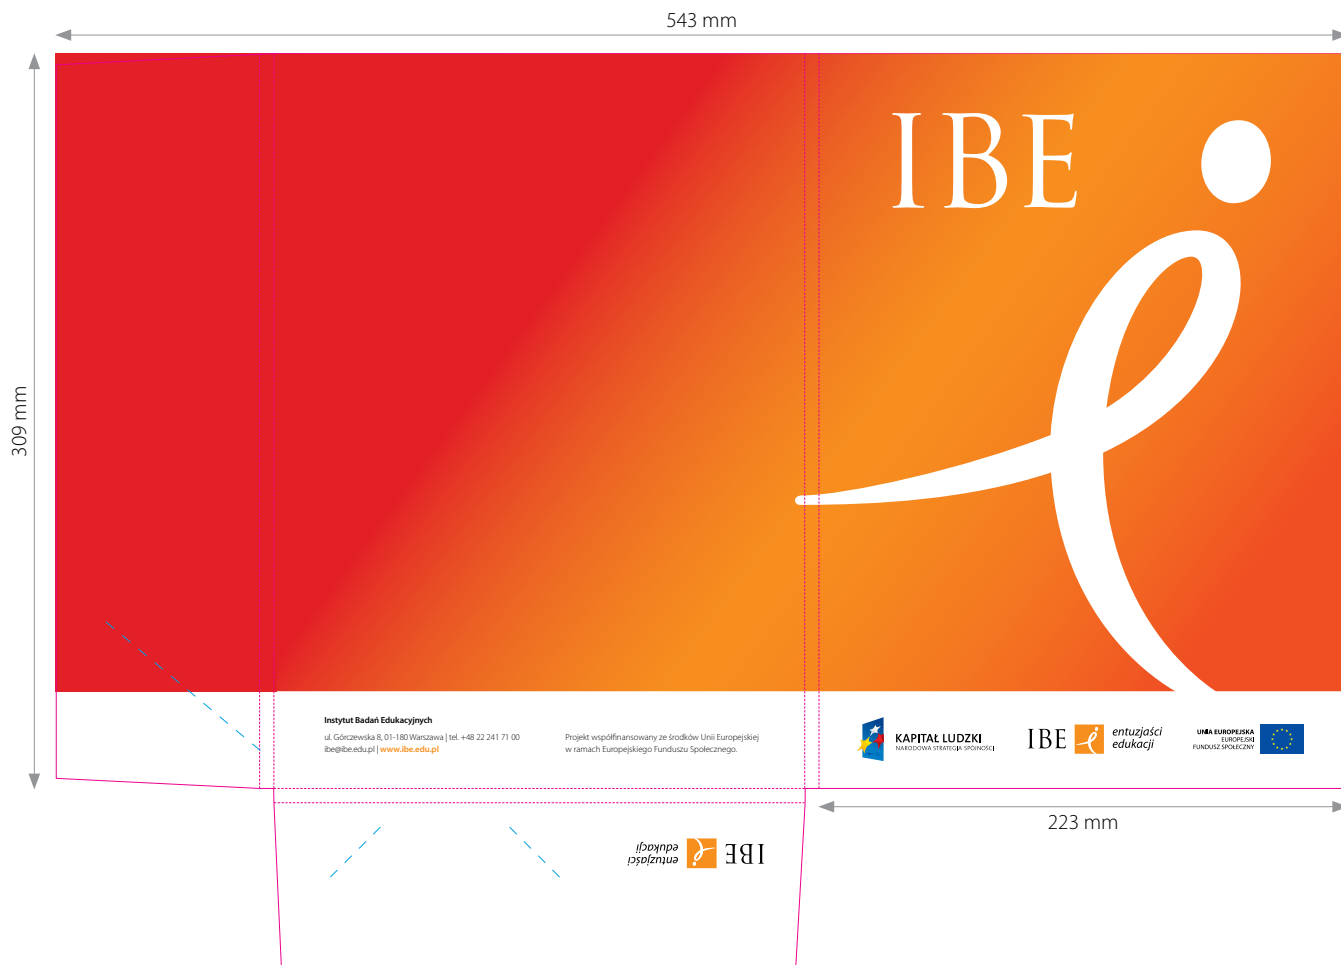 543 mm
309 mm
IBE
Instytut Badań Edukacyjnych
ul. Górczewska 8, 01-180 Warszawa | tel. +48 22 241 71 00
ibe@ibe.edu.pl | www.ibe.edu.pl
Projekt współfinansowany ze środków Unii Europejskiej
w ramach Europejskiego Funduszu Społecznego.
KAPITAŁ LUDZKI
NARODOWA STRATEGIA SPÓJNOŚCI
IBE
entuzjaści
edukacji
UNIA EUROPEJSKA
EUROPEJSKI
FUNDUSZ SPOŁECZNY
223 mm
IBE
entuzjaści
edukacji